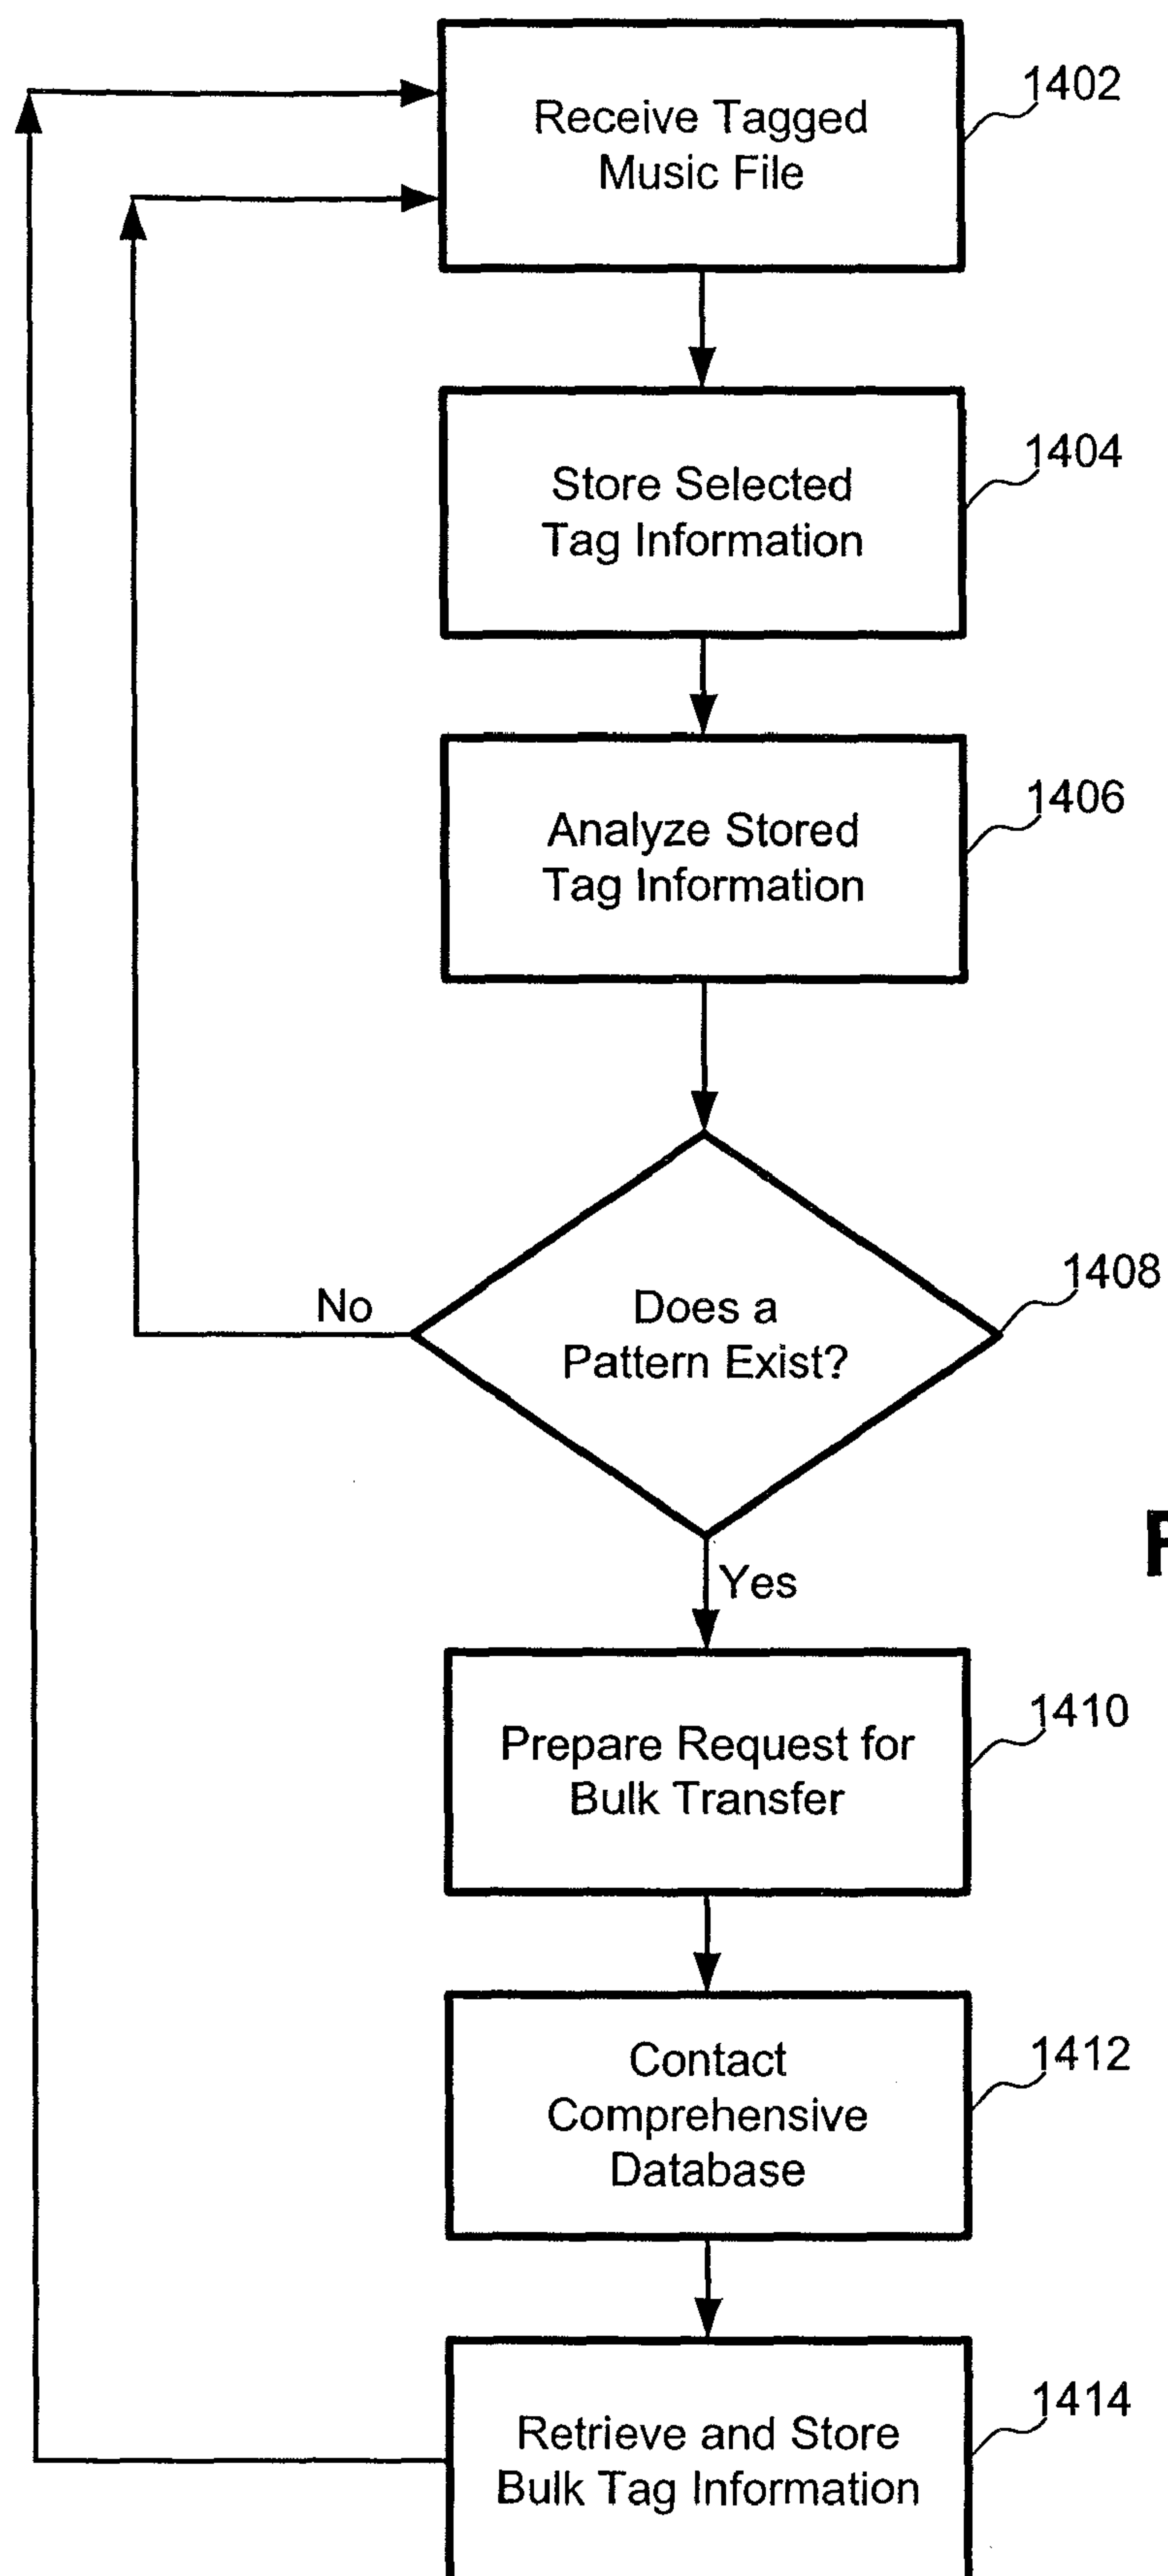 Receive Tagged
Music File
1402
Store Selected
Tag Information
1404
Analyze Stored
Tag Information
1406
Does a
Pattern Exist?
1408
No
Yes
Prepare Request for
Bulk Transfer
1410
Contact
Comprehensive
Database
1412
Retrieve and Store
Bulk Tag Information
1414